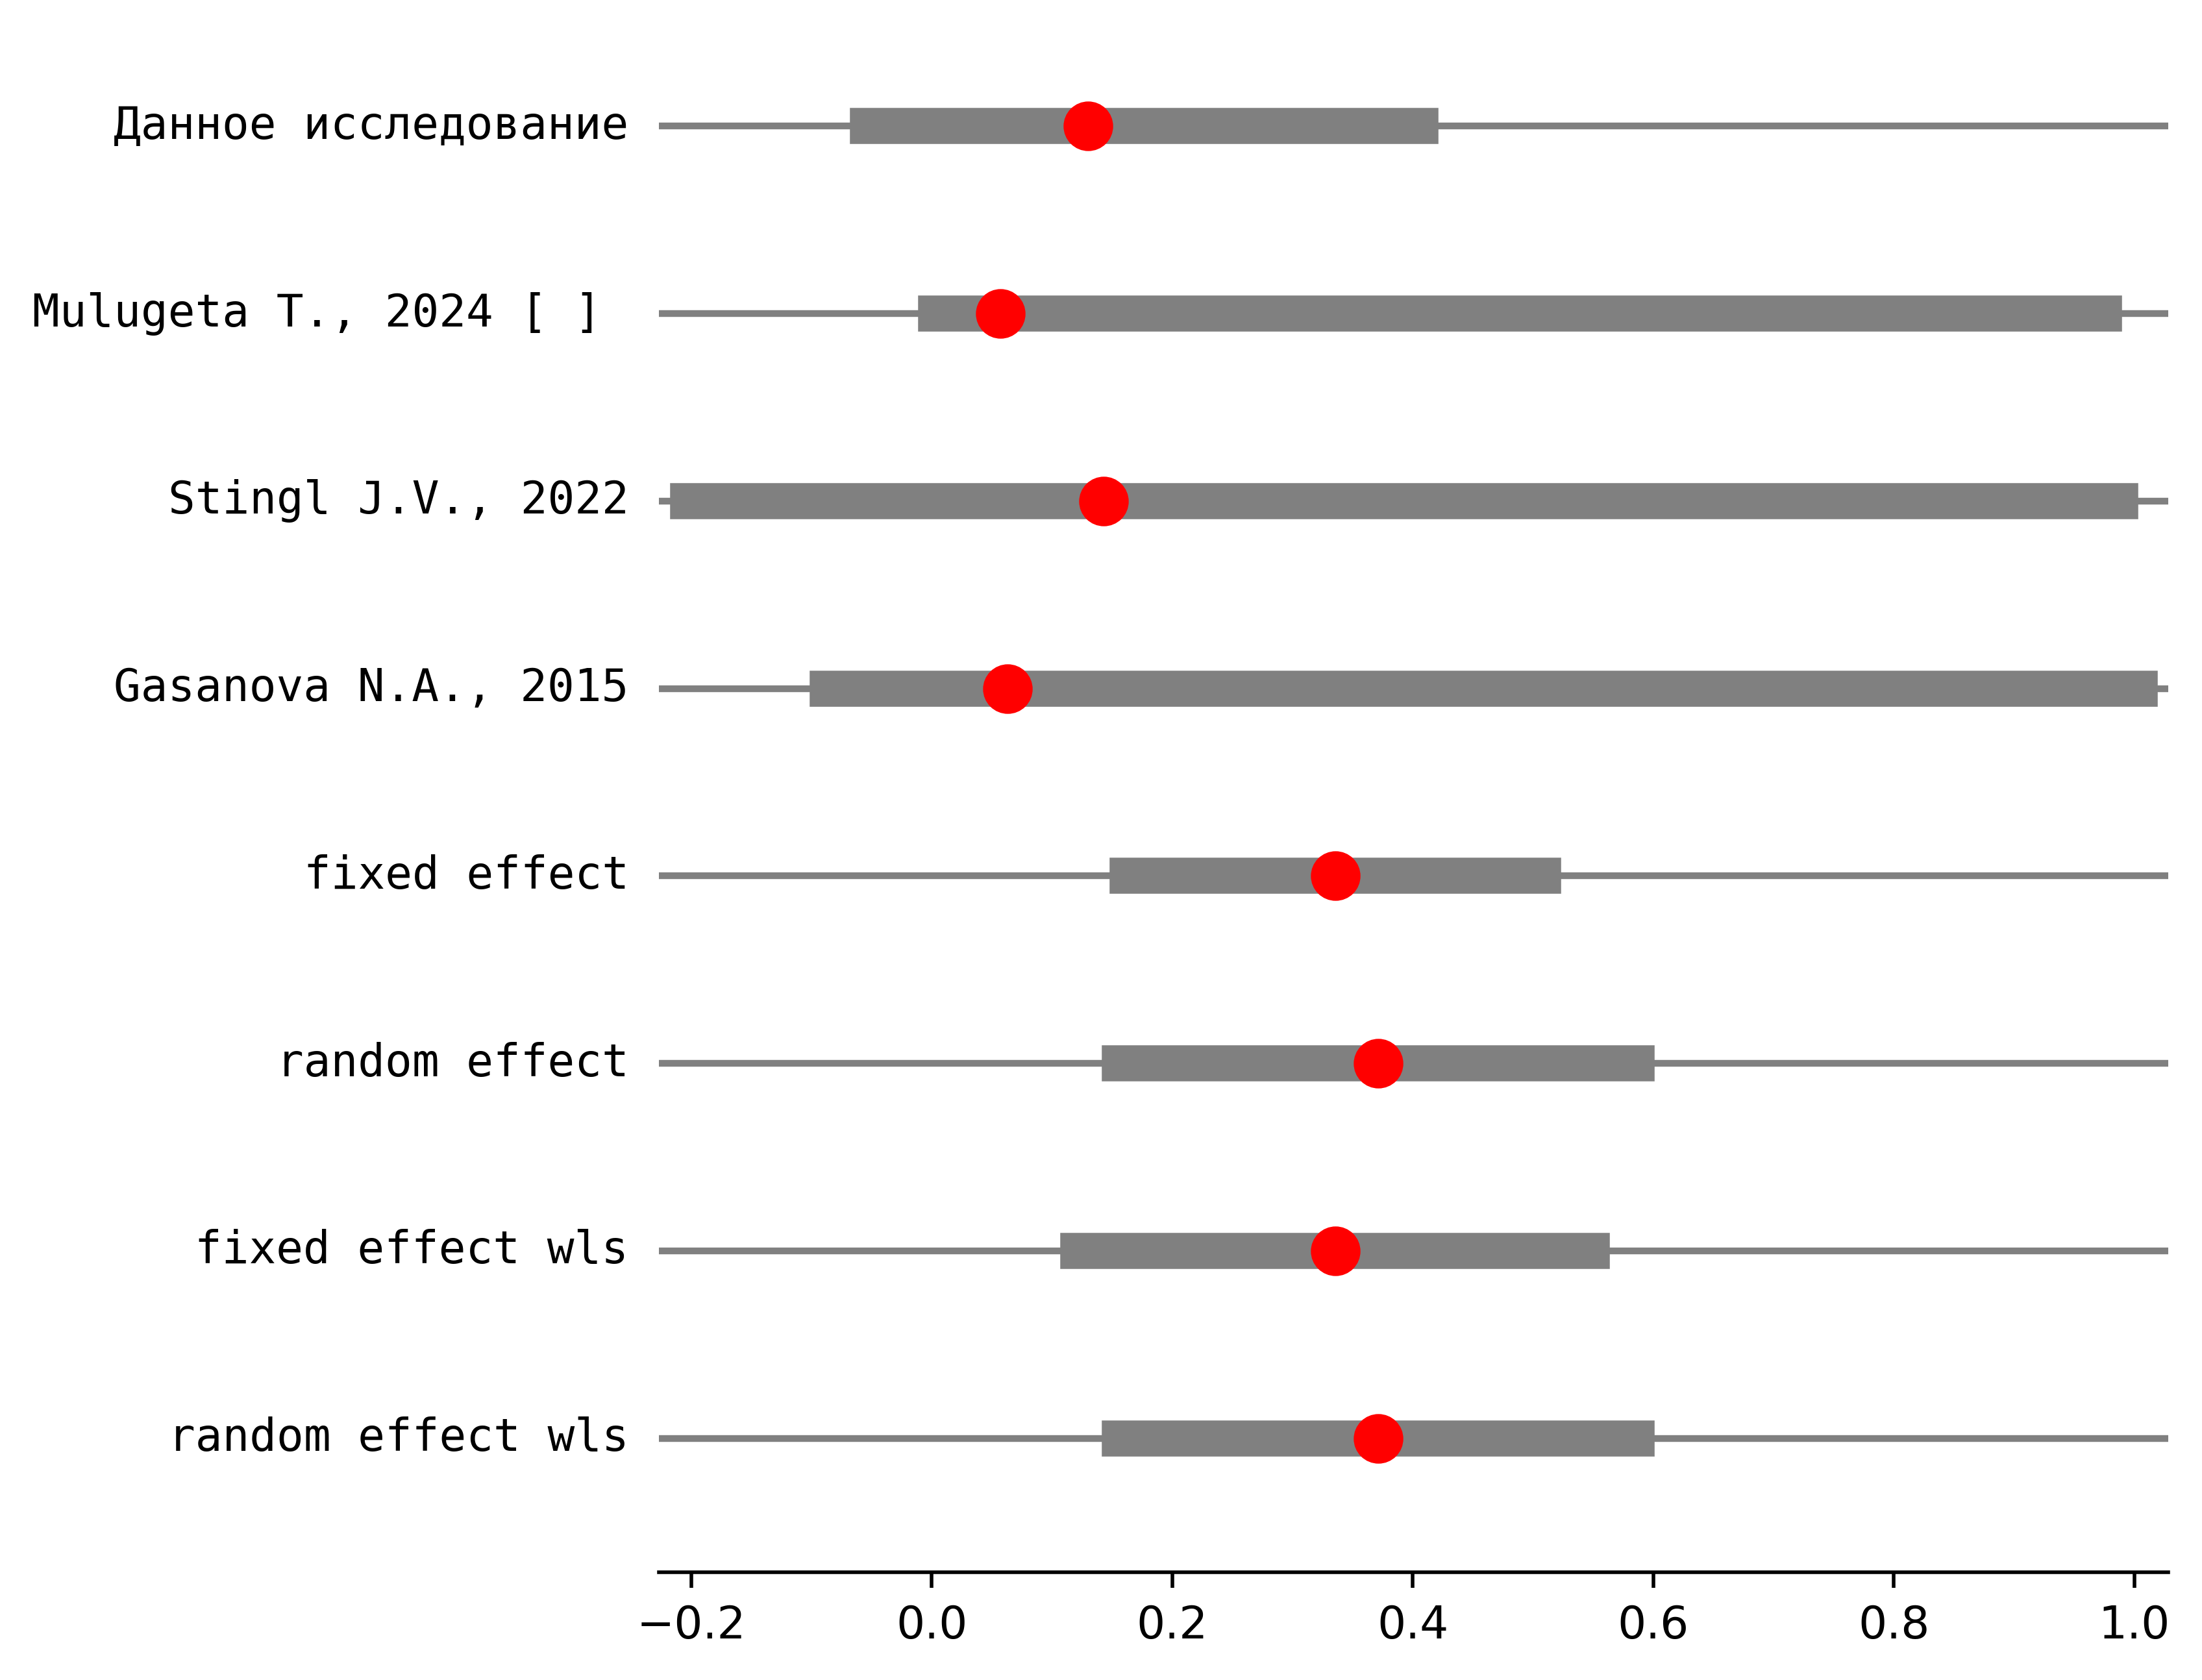 Данное исследование
Mulugeta T., 2024 [ ]
Stingl J.V., 2022
Gasanova N.A., 2015
fixed effect
random effect
fixed effect wls
random effect wls
−0.2 0.0 0.2 0.4 0.6 0.8 1.0